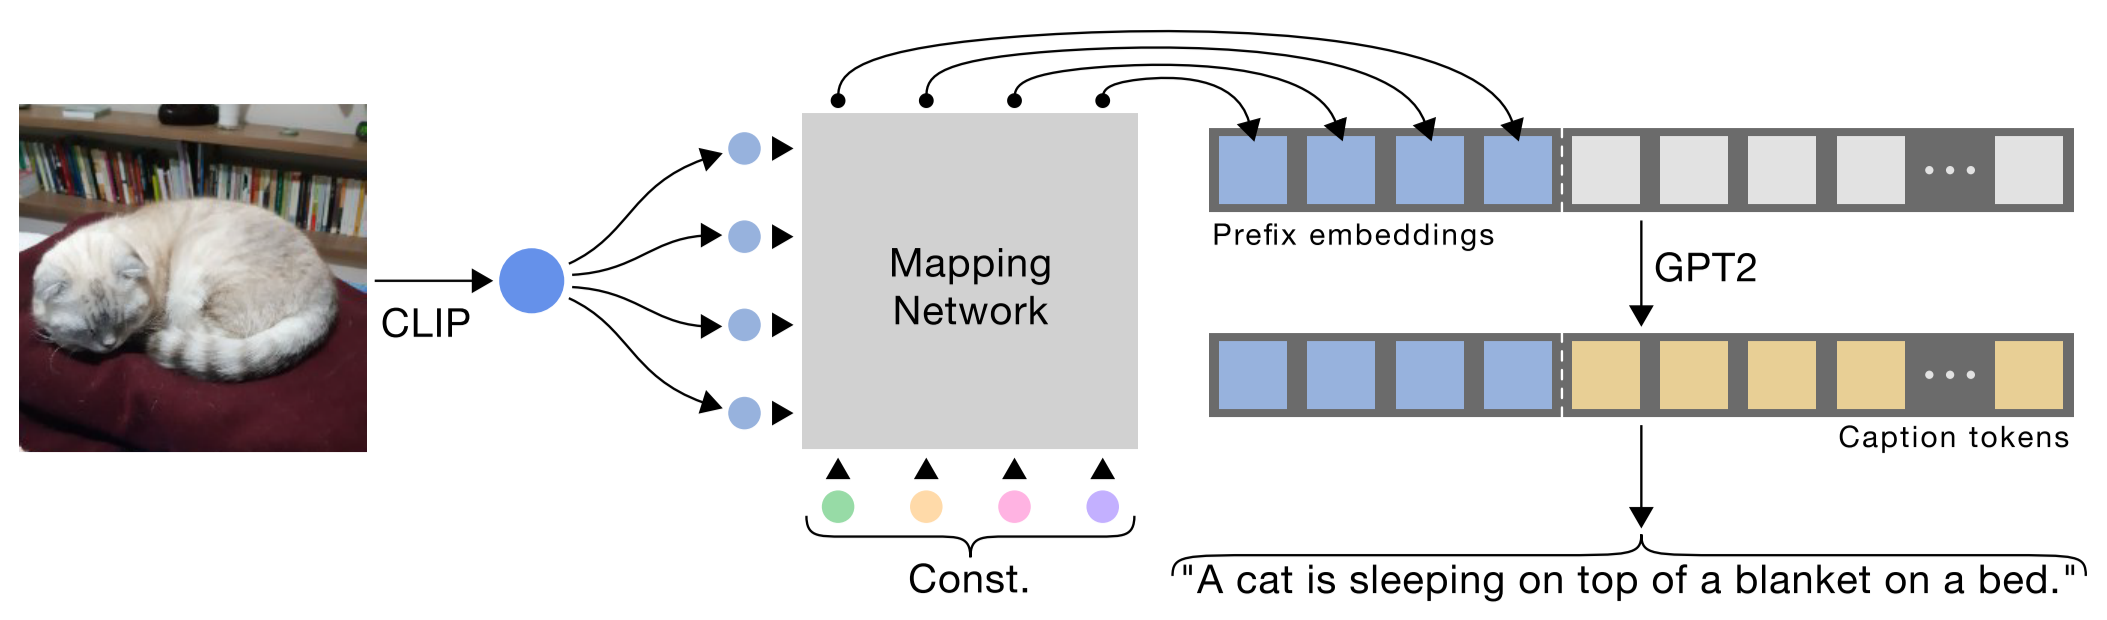 CLIP
Mapping
Network
Const.
Prefix embeddings
GPT2
Caption tokens
"A cat is sleeping on top of a blanket on a bed."